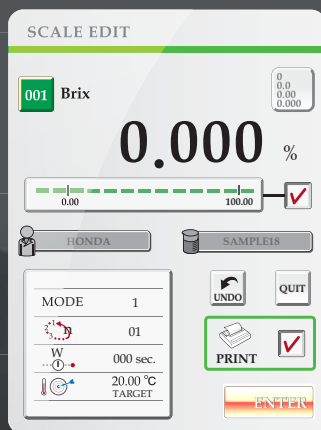 SCALE EDIT
001 Brix
0
0.0
0.00
0.000
0.000 %
0.00 100.00
HONDA SAMPLE18
MODE 1
n 01
W 000 sec.
20.00 °C
TARGET
UNDO
QUIT
PRINT
ENTER